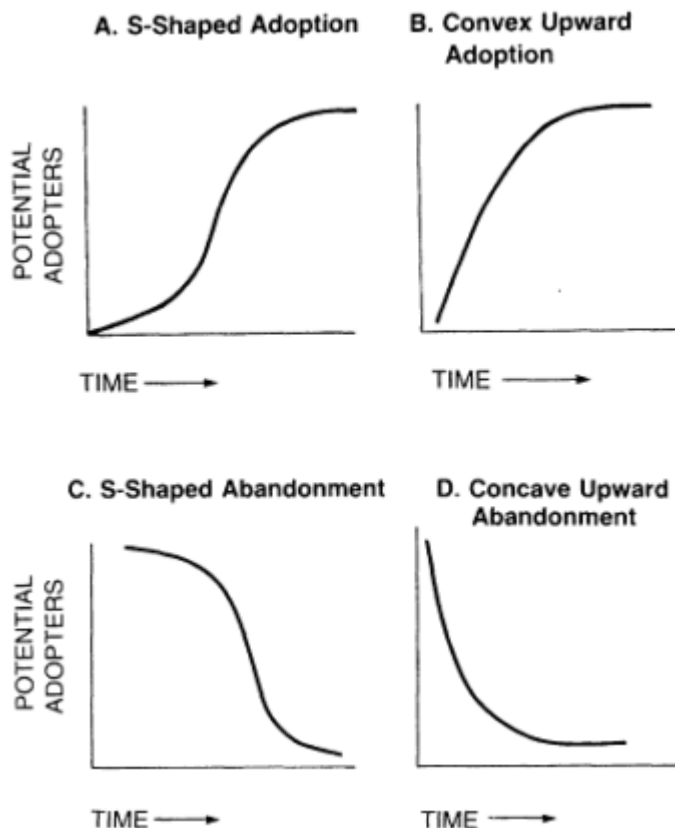 A. S-Shaped Adoption
B. Convex Upward
Adoption
POTENTIAL
ADOPTERS
TIME
TIME
C. S-Shaped Abandonment
D. Concave Upward
Abandonment
POTENTIAL
ADOPTERS
TIME
TIME